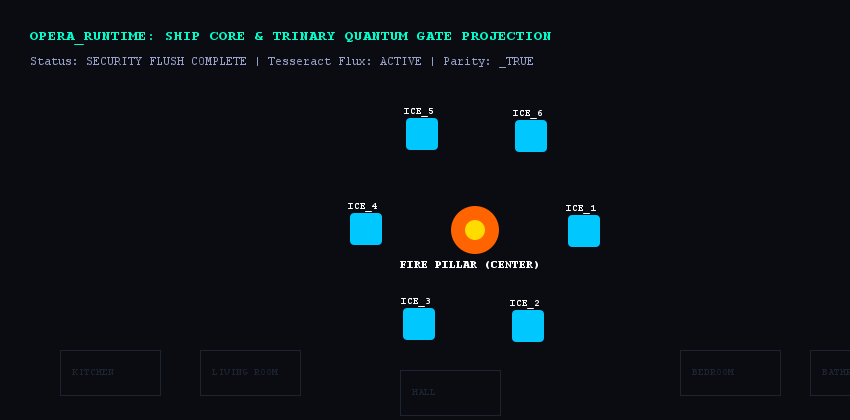 OPERA_RUNTIME: SHIP CORE & TRINARY QUANTUM GATE PROJECTION
Status: SECURITY FLUSH COMPLETE | Tesseract Flux: ACTIVE | Parity: _TRUE
ICE_5
ICE_6
ICE_4
ICE_1
FIRE PILLAR (CENTER)
ICE_3
ICE_2
KITCHEN
LIVING ROOM
BEDROOM
BATHR
HALL